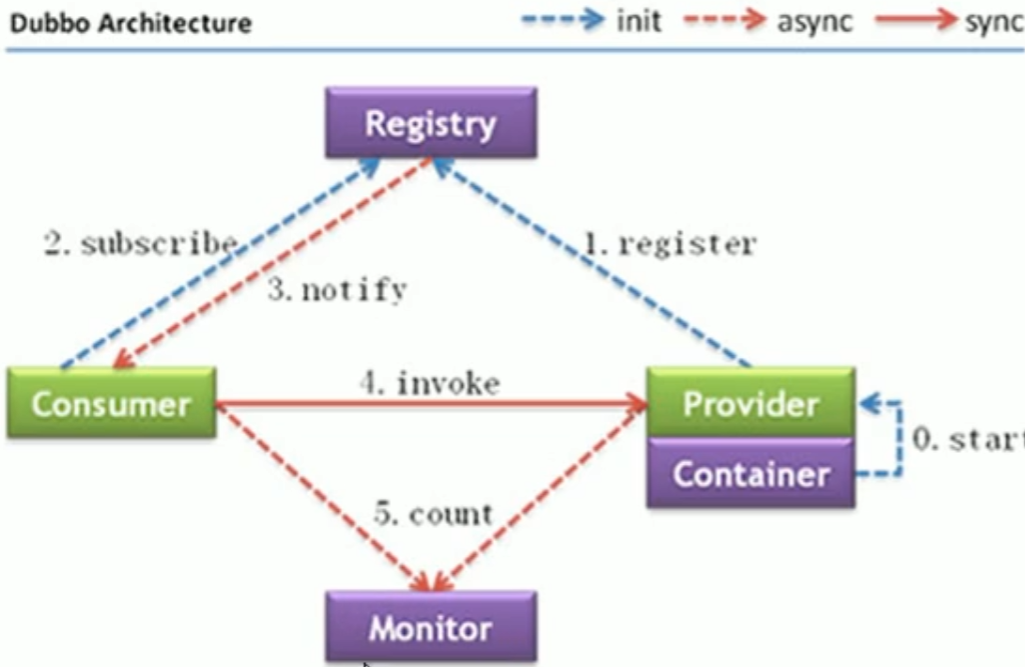 Dubbo Architecture
init
async
sync
Registry
2. subscribe
1. register
3. notify
4. invoke
Consumer
Provider
0. start
Container
5. count
Monitor